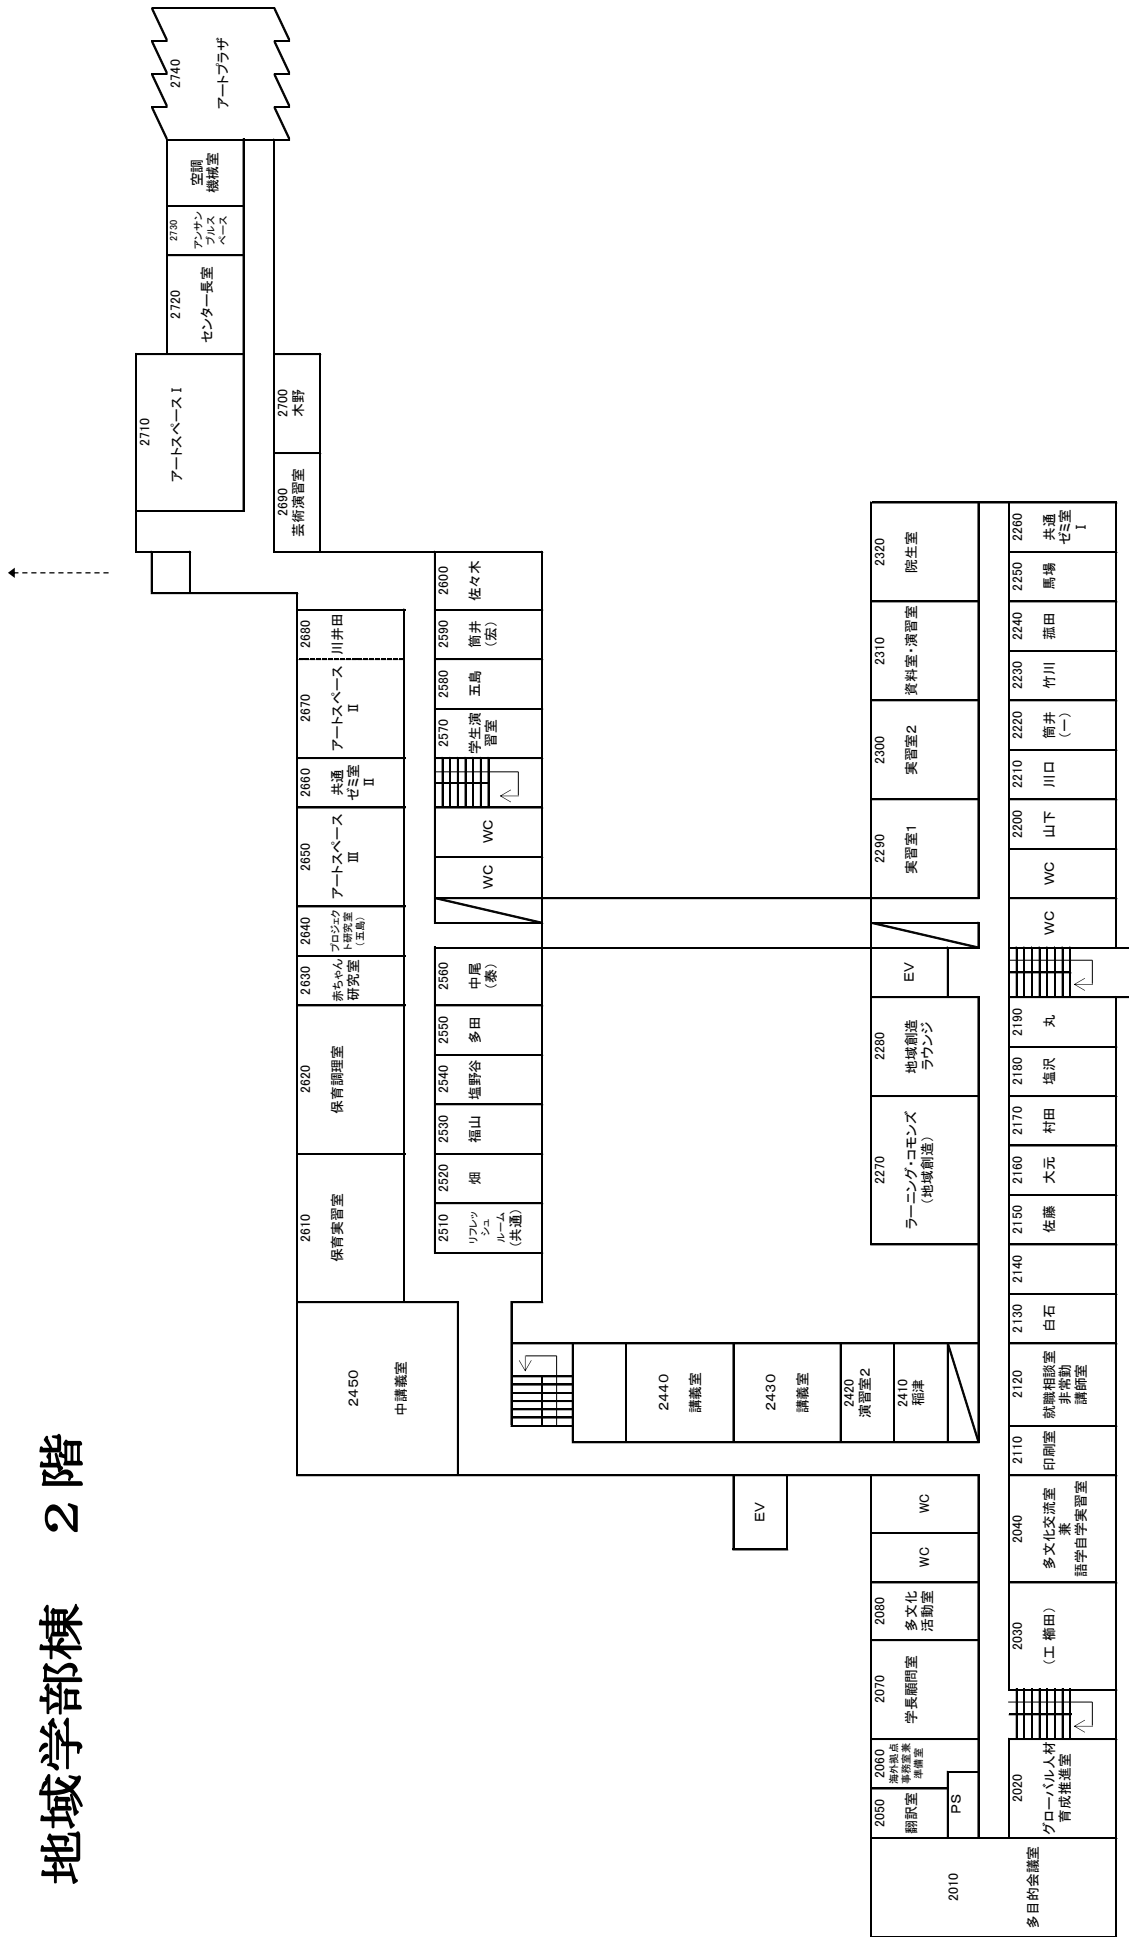 地域学部棟　２階
2740
アートプラザ
空調
機械室
2730
アンサン
ブルス
ペース
2720
センター長室
2710
アートスペースⅠ
2700
木野
2690
芸術演習室
2680
川井田
2670
アートスペース
Ⅱ
2660
共通
ゼミ室
Ⅱ
2650
アートスペース
Ⅲ
2640
プロジェク
ト研究室
（五島）
2630
赤ちゃん
研究室
2620
保育調理室
2610
保育実習室
2600
佐々木
2590
筒井
（宏）
2580
五島
2570
学生演
習室
WC
WC
2560
中尾
（泰）
2550
多田
2540
塩野谷
2530
福山
2520
畑
2510
リフレッ
シュ
ルーム
（共通）
2450
中講義室
2440
講義室
2430
講義室
2420
演習室2
2410
稲津
EV
2320
院生室
2310
資料室・演習室
2300
実習室2
2290
実習室1
EV
2280
地域創造
ラウンジ
2270
ラーニング・コモンズ
（地域創造）
2260
共通
ゼミ室
Ⅰ
2250
馬場
2240
菰田
2230
竹川
2220
筒井
（一）
2210
川口
2200
山下
WC
WC
2190
丸
2180
塩沢
2170
村田
2160
大元
2150
佐藤
2140
2130
白石
2120
就職相談室
非常勤
講師室
2110
印刷室
2040
多文化交流室
兼
語学自学実習室
2030
（工 櫛田）
2020
グローバル人材
育成推進室
WC
WC
2080
多文化
活動室
2070
学長顧問室
2060
海外拠点
事務室兼
準備室
2050
翻訳室
PS
2010
多目的会議室